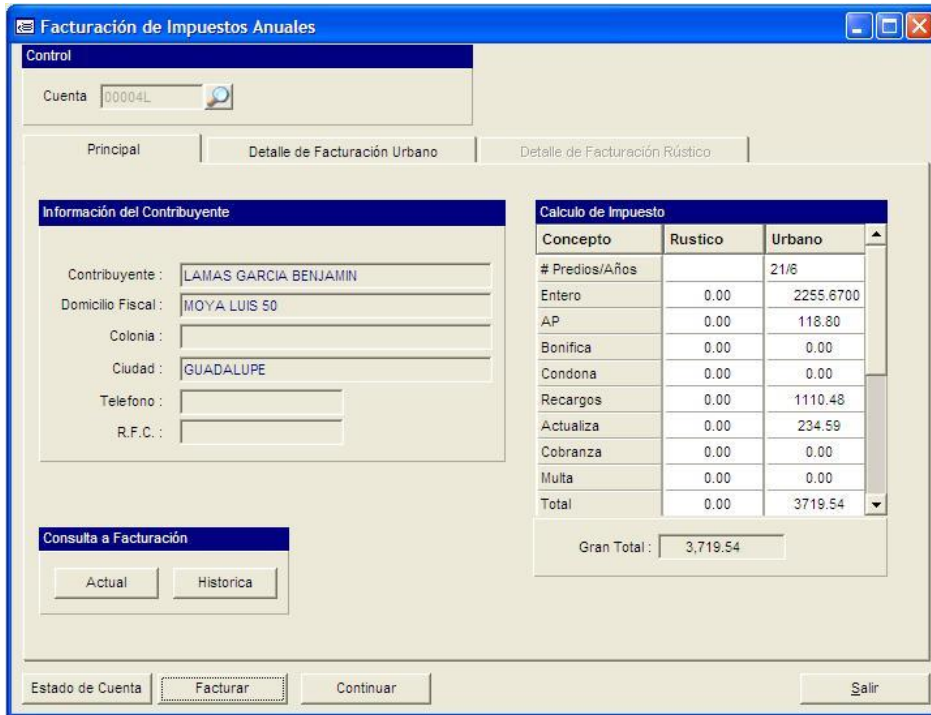 Facturación de Impuestos Anuales
Control
Cuenta 00004L
Principal Detalle de Facturación Urbano Detalle de Facturación Rústico
Información del Contribuyente
Contribuyente : LAMAS GARCIA BENJAMIN
Domicilio Fiscal : MOYA LUIS 50
Colonia :
Ciudad : GUADALUPE
Telefono :
R.F.C. :
Calculo de Impuesto
Concepto Rustico Urbano
# Predios/Años 21/6
Entero 0.00 2255.6700
AP 0.00 118.80
Bonifica 0.00 0.00
Condona 0.00 0.00
Recargos 0.00 1110.48
Actualiza 0.00 234.59
Cobranza 0.00 0.00
Multa 0.00 0.00
Total 0.00 3719.54
Gran Total : 3,719.54
Consulta a Facturación
Actual Historica
Estado de Cuenta Facturar Continuar Salir